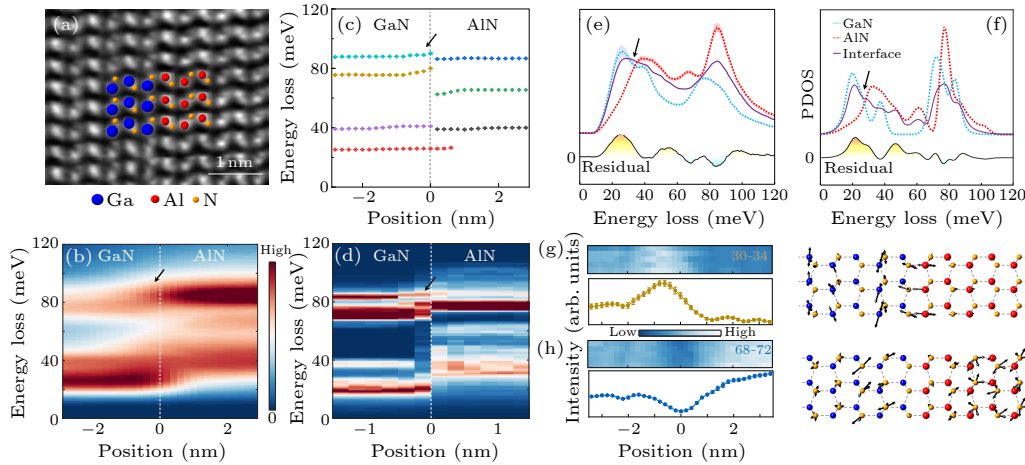 (a)
1 nm
Ga Al N
(c)
GaN AlN
Energy loss (meV)
120
80
40
0
−2 0 2
Position (nm)
(e)
GaN
AlN
Interface
0
Residual
0 20 40 60 80 100 120
Energy loss (meV)
(f)
PDOS
0
Residual
0 20 40 60 80 100 120
Energy loss (meV)
(b)
GaN AlN
Energy loss (meV)
120
80
40
0
−2 0 2
Position (nm)
High
0
(d)
GaN AlN
Energy loss (meV)
120
80
40
0
−1 0 1
Position (nm)
(g)
30-34
Intensity (arb. units)
Low High
(h)
68-72
−2 0 2
Position (nm)